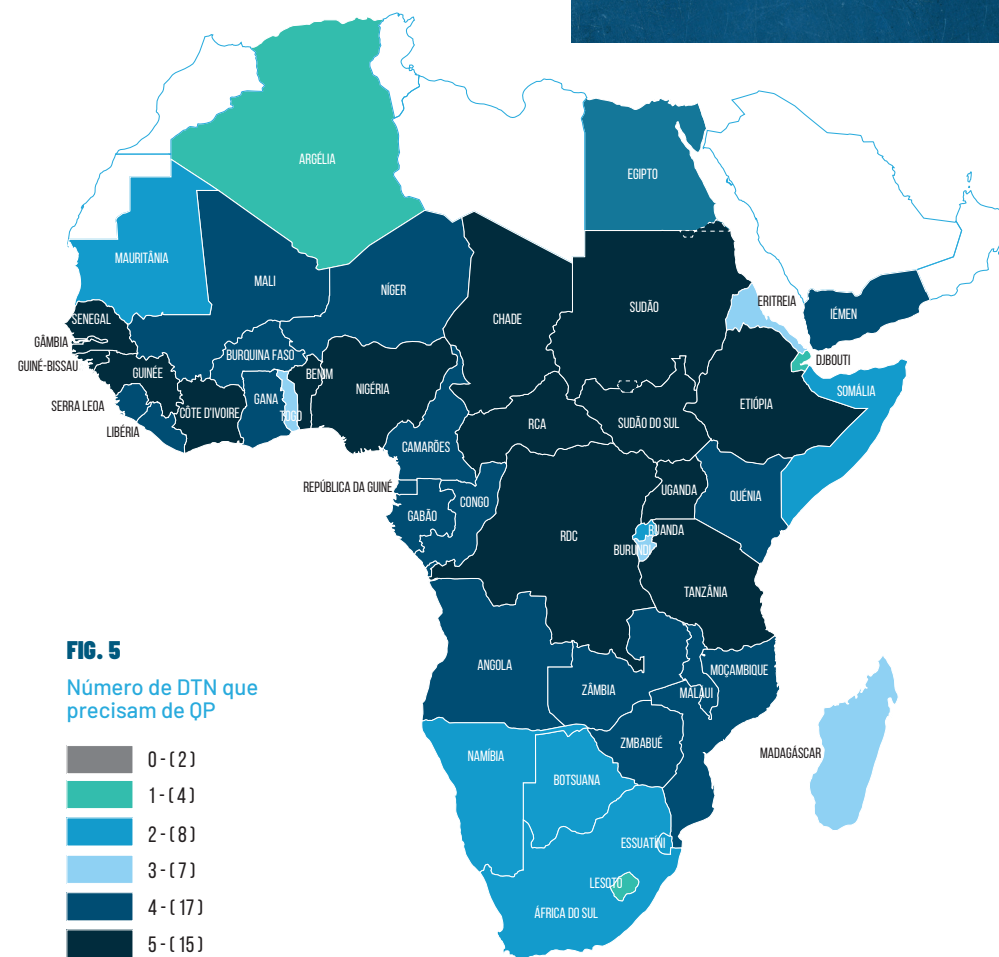 ARGÉLIA
EGIPTO
MAURITÂNIA
MALI
NÍGER
CHADE
SUDÃO
ERITREIA
IÉMEN
SENEGAL
GÂMBIA
GUINÉ-BISSAU
GUINÉE
BURQUINA FASO
BENIM
NIGÉRIA
DJBOUTI
SOMÁLIA
SERRA LEOA
CÔTE D'IVOIRE
GANA
TOGO
ETIÓPIA
LIBÉRIA
CAMARÕES
RCA
SUDÃO DO SUL
REPÚBLICA DA GUINÉ
GABÃO
CONGO
UGANDA
QUÉNIA
RDC
RUANDA
BURUNDI
TANZÂNIA
ANGOLA
ZÂMBIA
MALAUI
MOÇAMBIQUE
NAMÍBIA
BOTSUANA
ZMBABUÉ
MADAGÁSCAR
ESSUATÍNI
LESOTO
ÁFRICA DO SUL
FIG. 5
Número de DTN que
precisam de QP
0 - ( 2 )
1 - ( 4 )
2 - ( 8 )
3 - ( 7 )
4 - ( 17 )
5 - ( 15 )